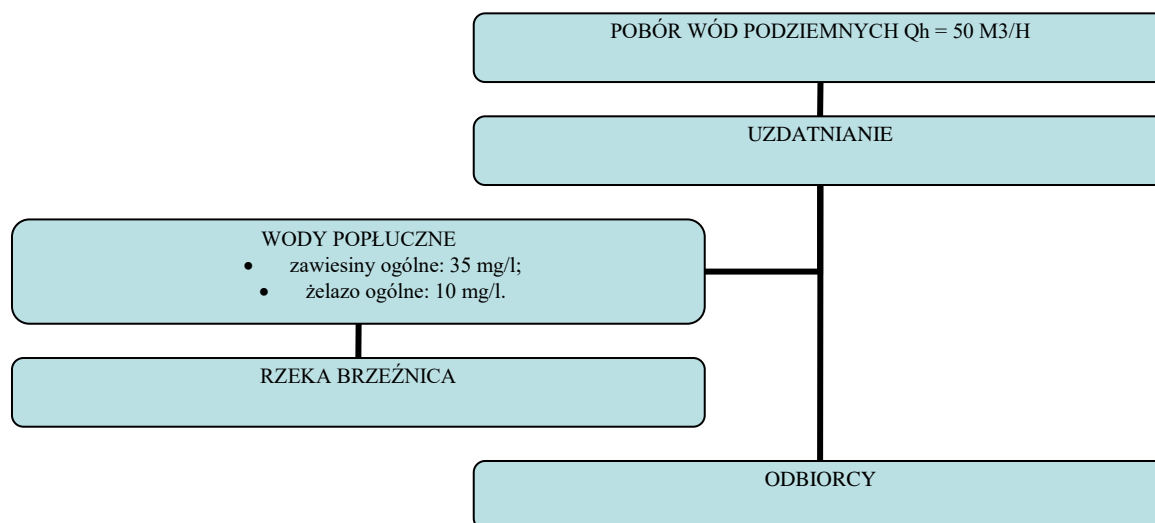 POBÓR WÓD PODZIEMNYCH Qh = 50 M3/H
UZDATNIANIE
WODY POPŁUCZNE
• zawiesiny ogólne: 35 mg/l;
• żelazo ogólne: 10 mg/l.
RZEKA BRZEŹNICA
ODBIORCY